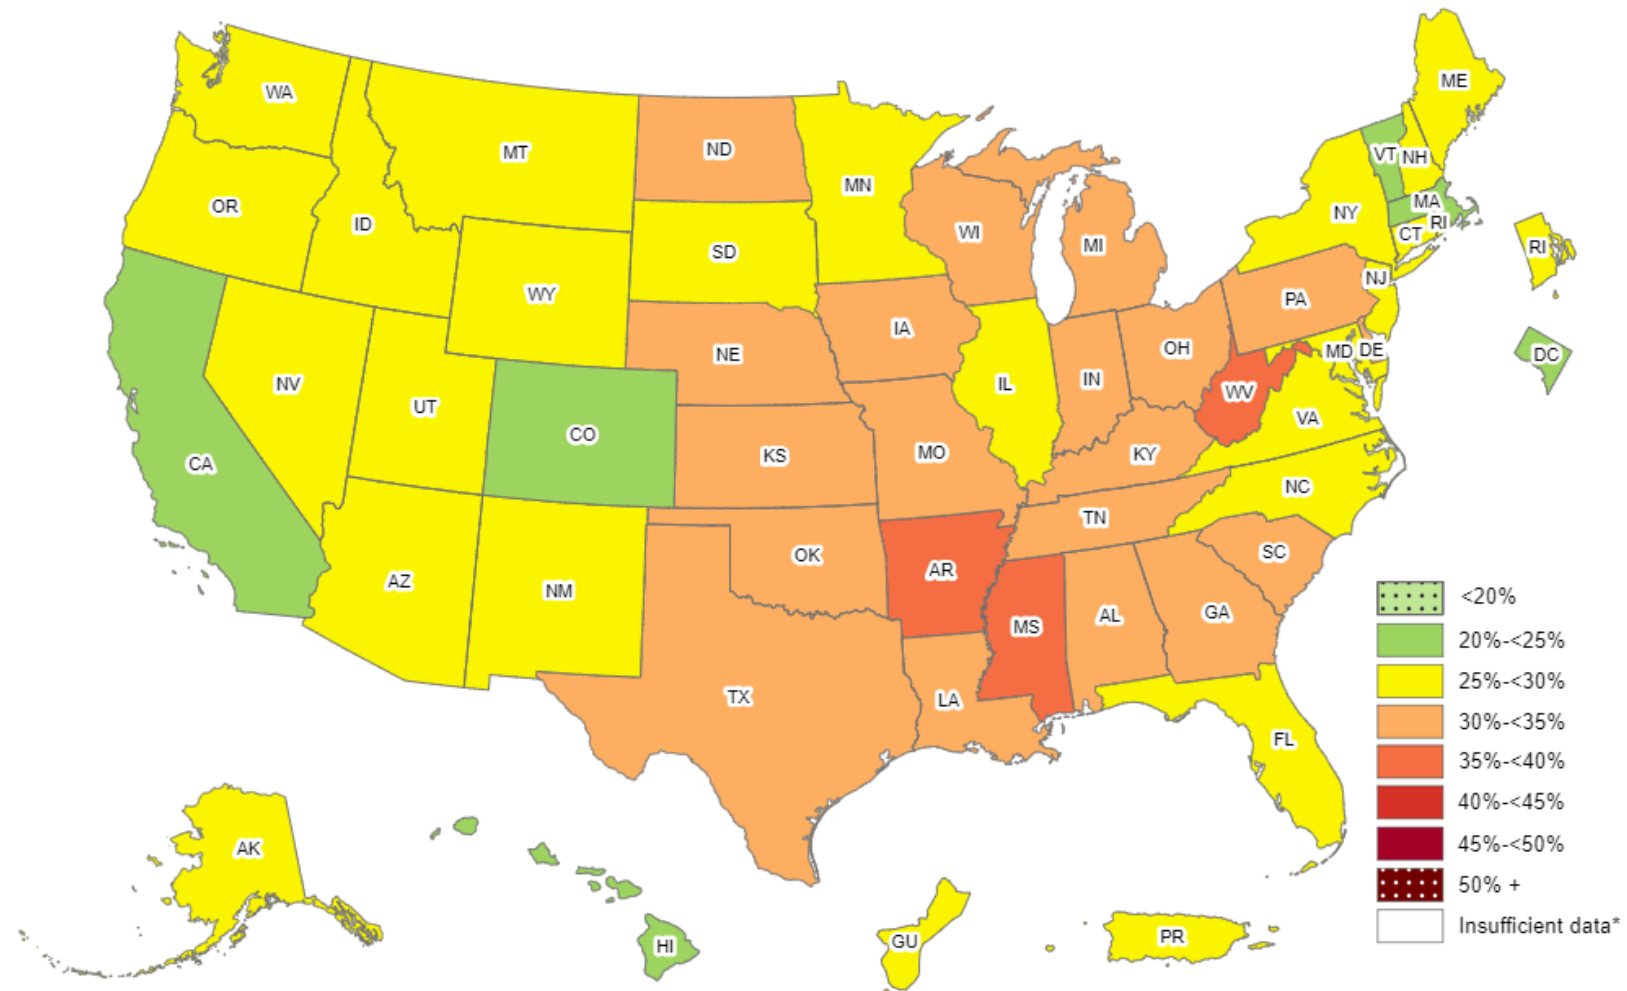 ME
WA
MT
ND
MN
VT
NH
OR
ID
SD
WI
MI
NY
MA
RI
CT
RI
WY
NJ
IA
PA
NE
OH
MD
DE
DC
NV
UT
IL
IN
WV
CO
VA
CA
KS
MO
KY
NC
TN
AZ
NM
OK
AR
SC
MS
AL
GA
TX
LA
FL
AK
HI
GU
PR
<20%
20%-<25%
25%-<30%
30%-<35%
35%-<40%
40%-<45%
45%-<50%
50% +
Insufficient data*